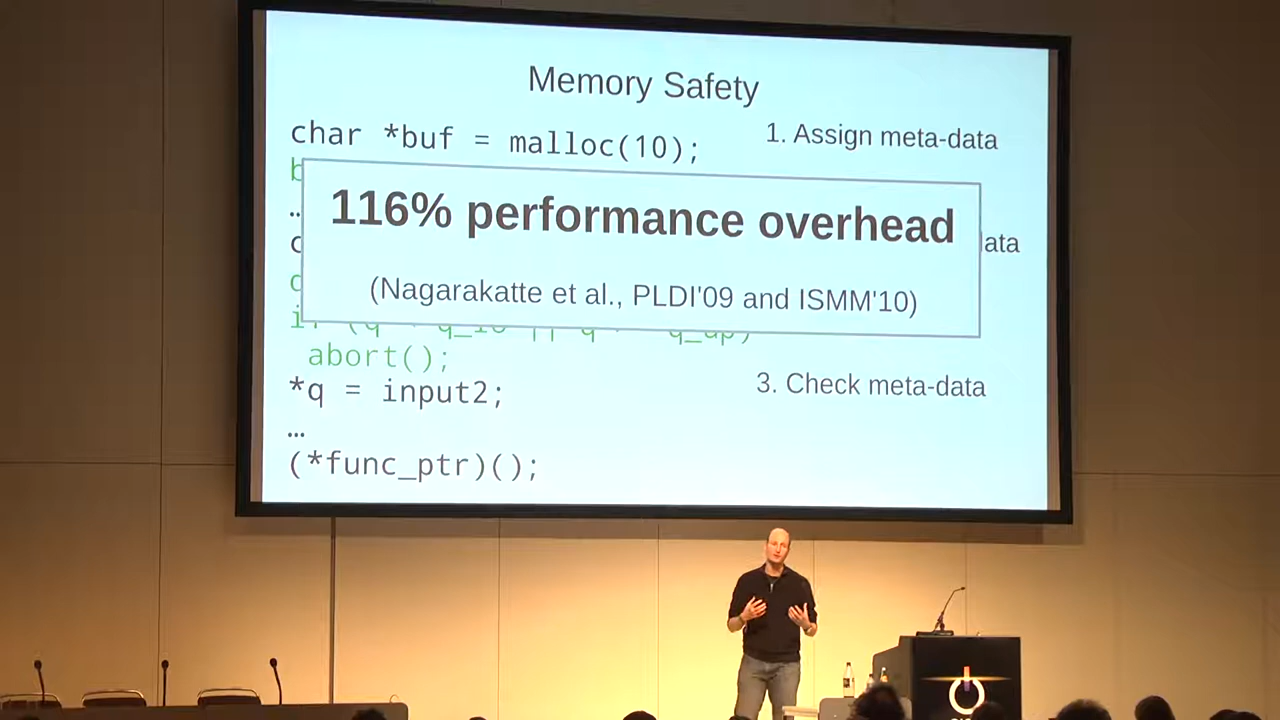 Memory Safety
char *buf = malloc(10);
1. Assign meta-data
b
…
116% performance overhead
c
ata
(Nagarakatte et al., PLDI'09 and ISMM'10)
abort();
*q = input2;
3. Check meta-data
…
(*func_ptr)();